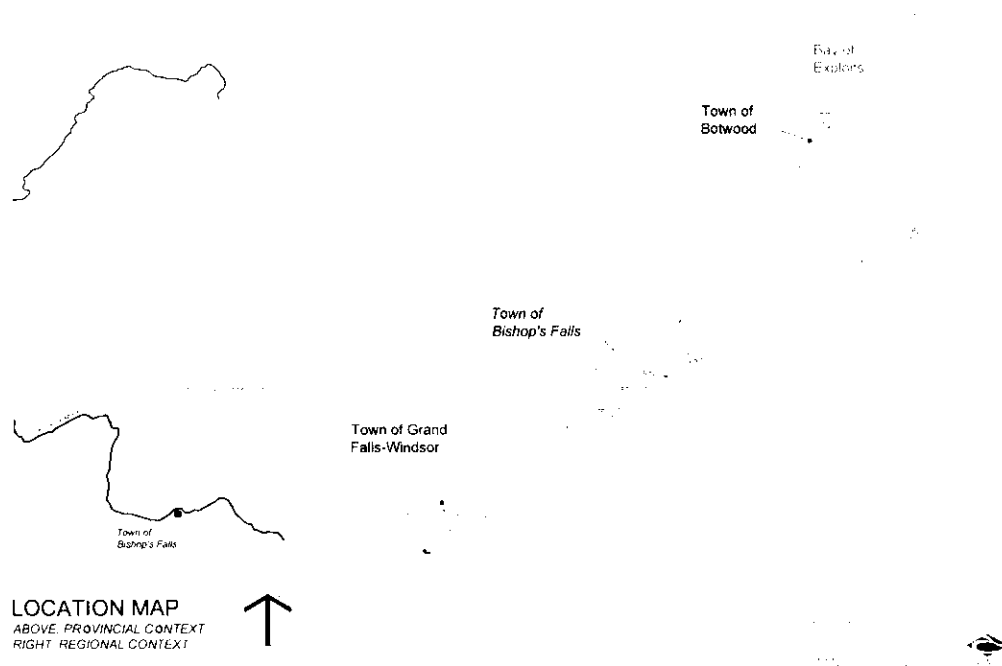 Bay of
Exploits
Town of
Botwood
Town of
Bishop's Falls
Town of Grand
Falls-Windsor
Town of
Bishop's Falls
LOCATION MAP
ABOVE, PROVINCIAL CONTEXT
RIGHT REGIONAL CONTEXT